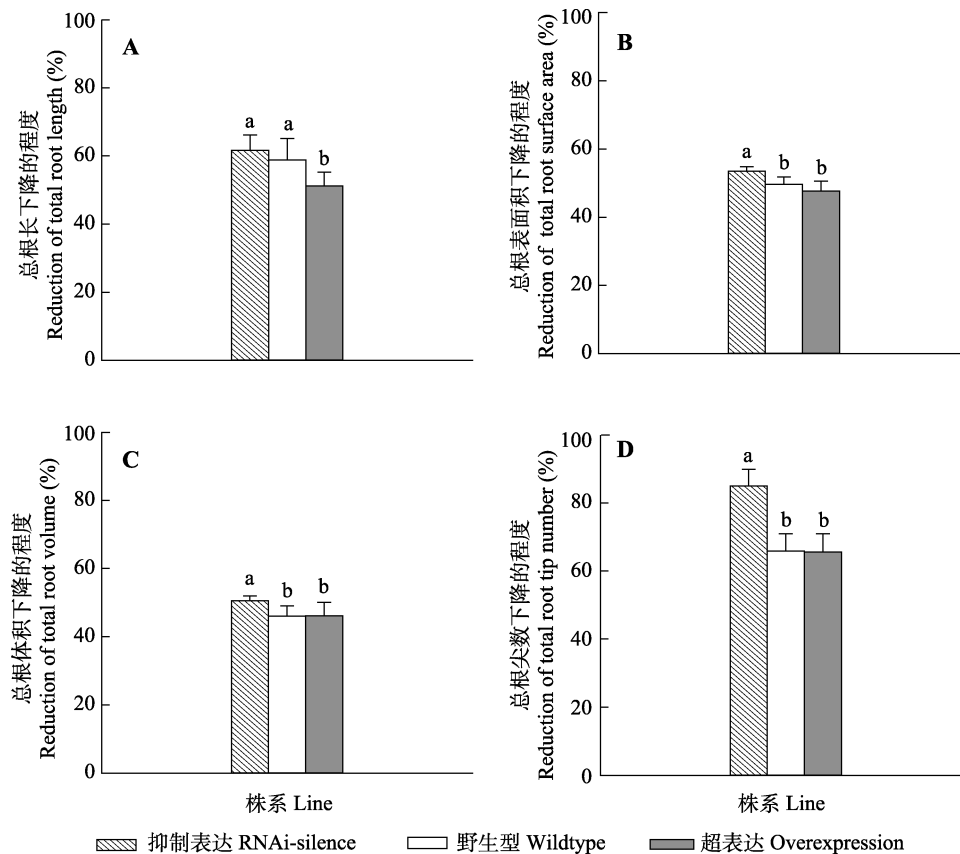 A
总根长下降的程度
Reduction of total root length (%)
100
80
60
40
20
0
a
a
b
B
总根表面积下降的程度
Reduction of total root surface area (%)
100
80
60
40
20
0
a
b
b
C
总根体积下降的程度
Reduction of total root volume (%)
100
80
60
40
20
0
a
b
b
株系 Line
D
总根尖数下降的程度
Reduction of total root tip number (%)
100
80
60
40
20
0
a
b
b
株系 Line
抑制表达 RNAi-silence
野生型 Wildtype
超表达 Overexpression